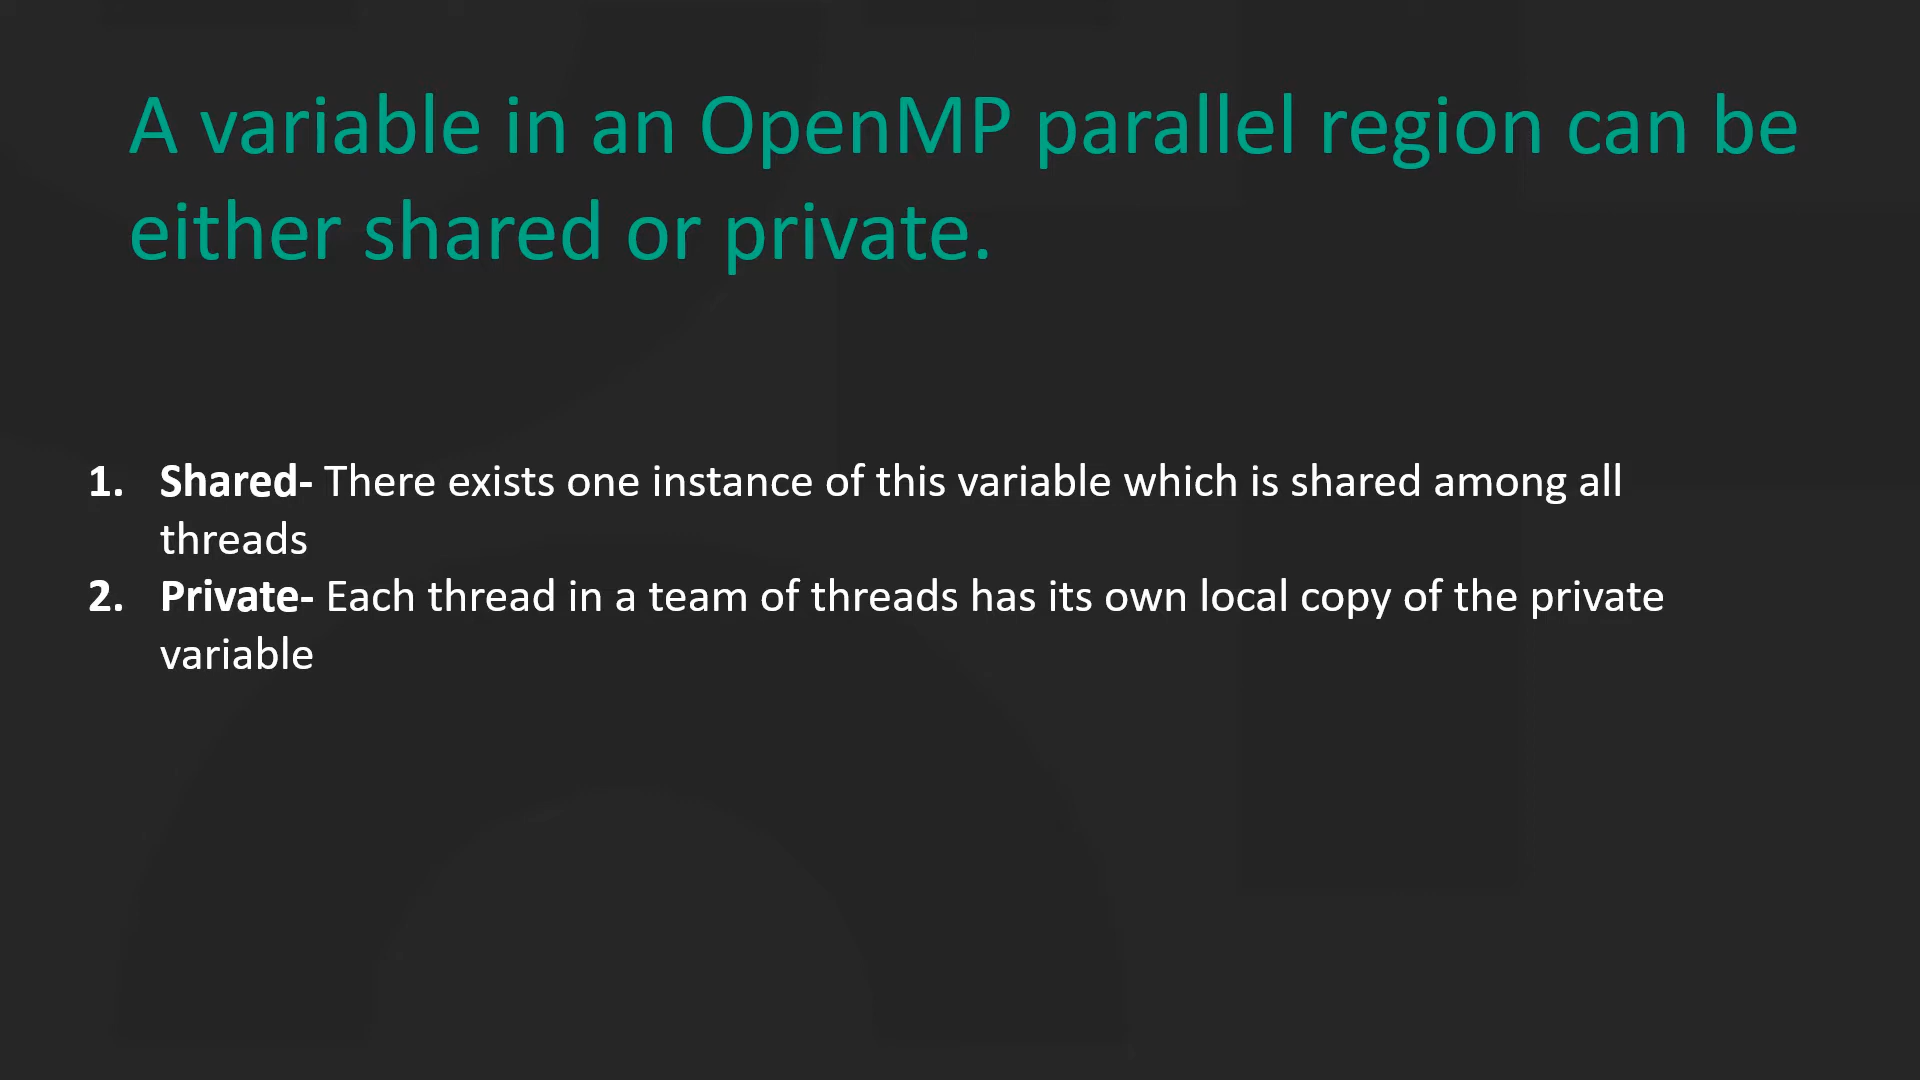 A variable in an OpenMP parallel region can be
either shared or private.
1. Shared- There exists one instance of this variable which is shared among all
threads
2. Private- Each thread in a team of threads has its own local copy of the private
variable